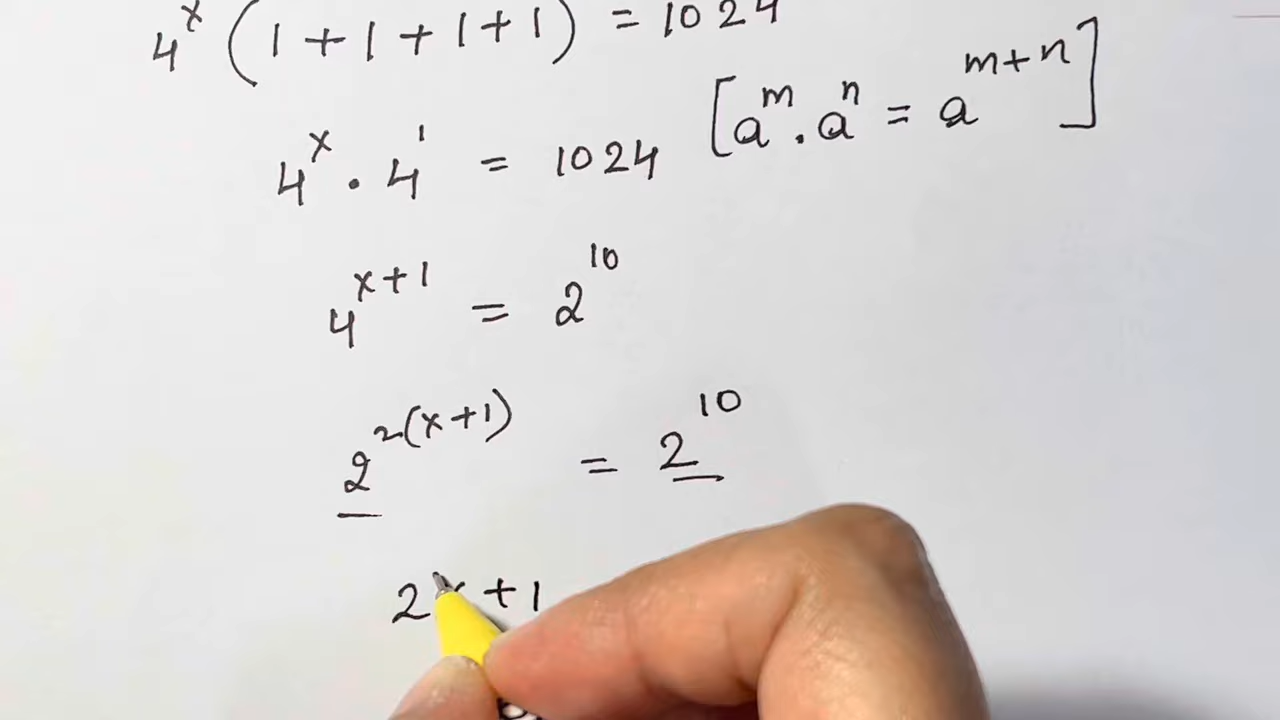 4^x (1 + 1 + 1 + 1) = 1024
4^x · 4^1 = 1024 [a^m . a^n = a^(m+n)]
4^(x+1) = 2^10
2^(2(x+1)) = 2^10
2 x + 1